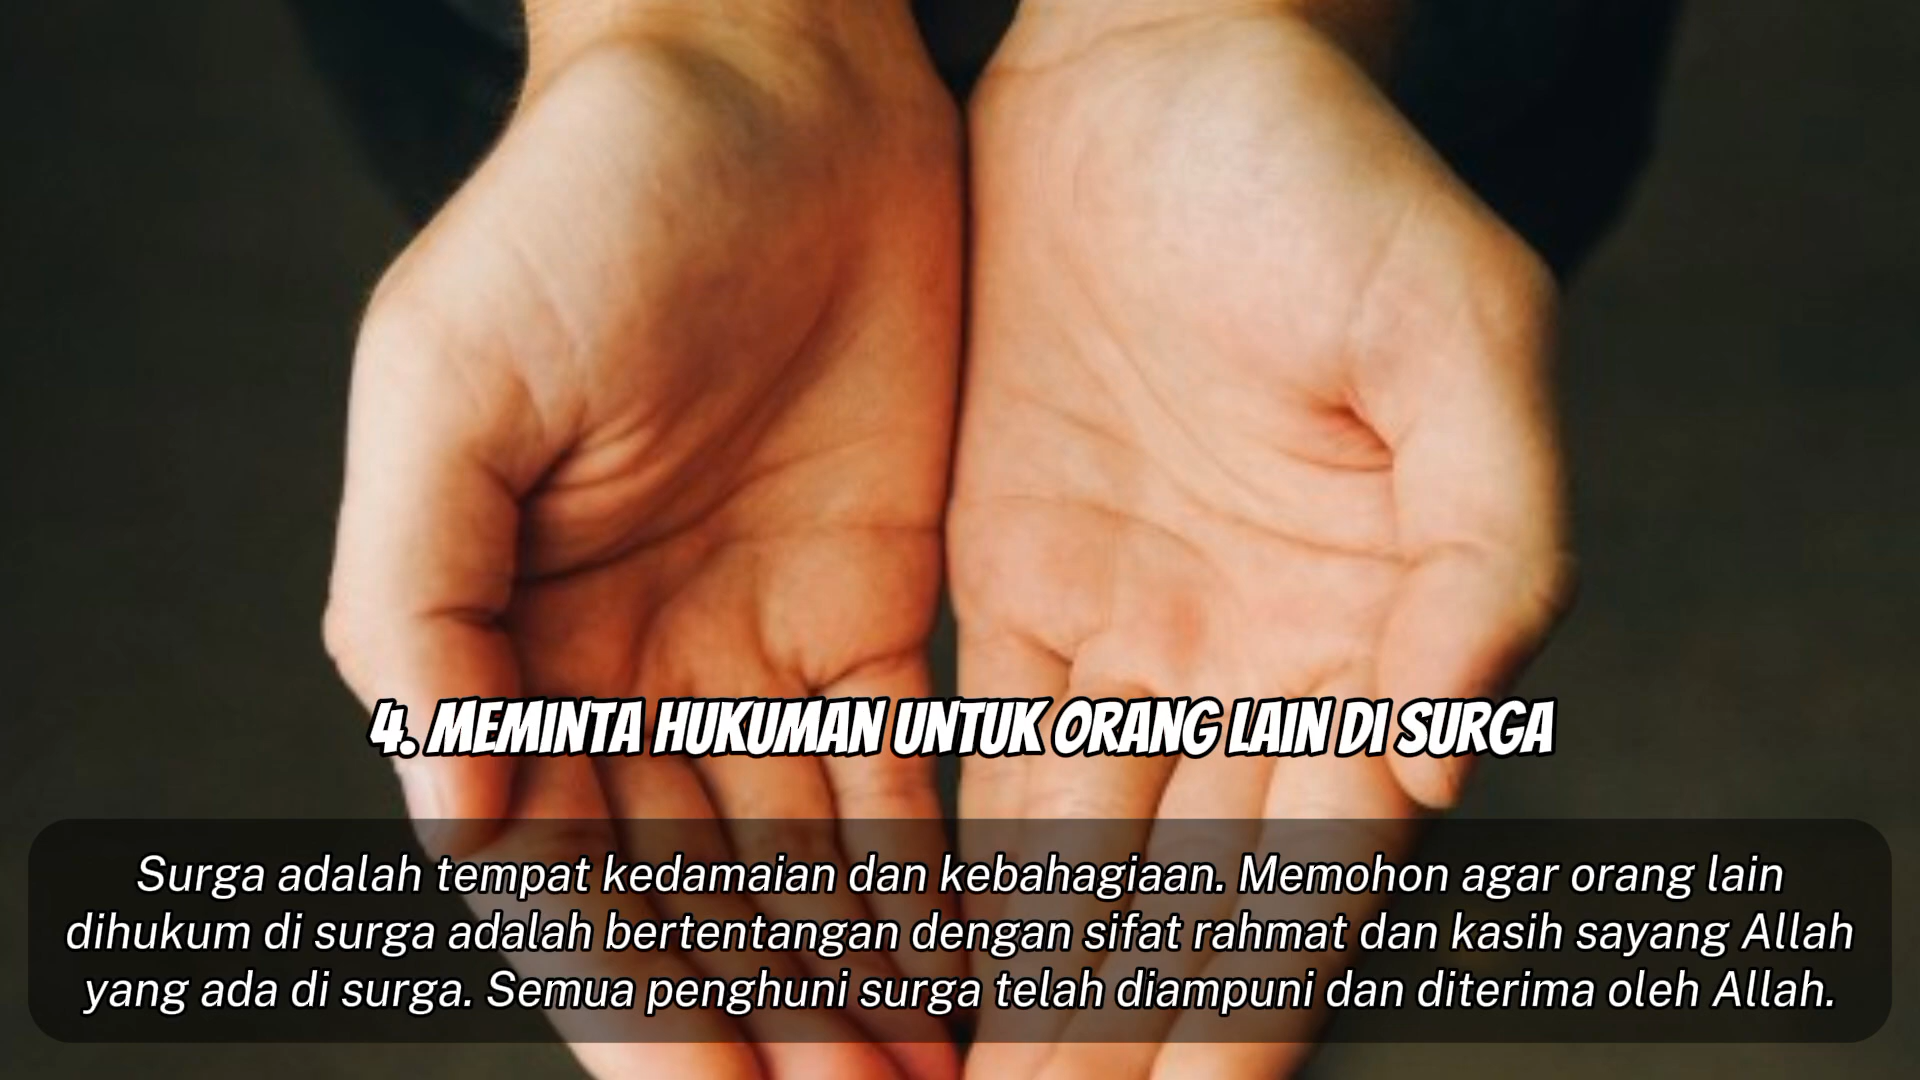 4. MEMINTA HUKUMAN UNTUK ORANG LAIN DI SURGA
Surga adalah tempat kedamaian dan kebahagiaan. Memohon agar orang lain
dihukum di surga adalah bertentangan dengan sifat rahmat dan kasih sayang Allah
yang ada di surga. Semua penghuni surga telah diampuni dan diterima oleh Allah.